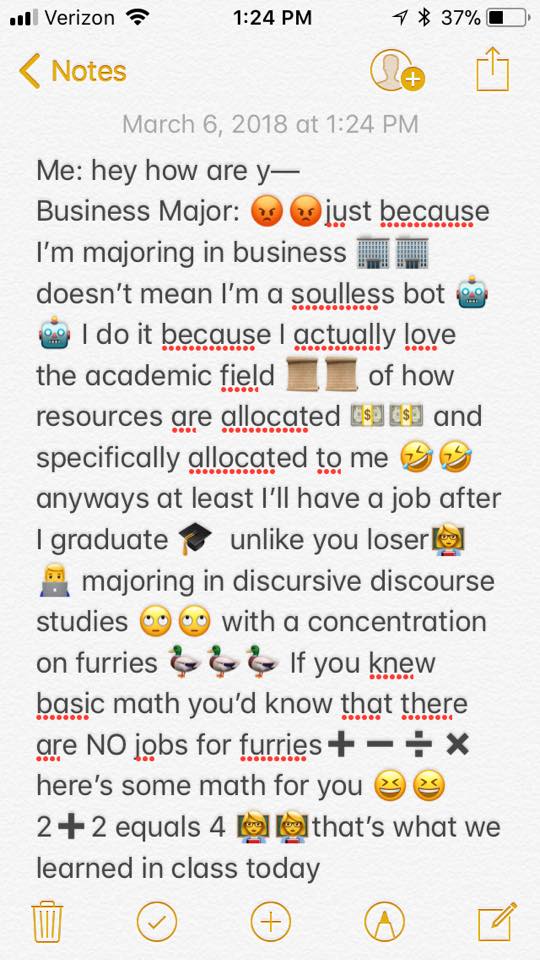 Verizon 1:24 PM 37%
Notes
March 6, 2018 at 1:24 PM
Me: hey how are y—
Business Major: 😡 😡just because
I’m majoring in business 🏢🏢
doesn’t mean I’m a soulless bot 🤖
🤖 I do it because I actually love
the academic field 📜📜 of how
resources are allocated 💵💵 and
specifically allocated to me 🤣🤣
anyways at least I’ll have a job after
I graduate 🎓 unlike you loser👩‍🏫
👨‍💻 majoring in discursive discourse
studies 🙄🙄 with a concentration
on furries 🦆🦆🦆 If you knew
basic math you’d know that there
are NO jobs for furries➕➖➗✖️
here’s some math for you 😆😆
2➕2 equals 4 👩‍🏫👩‍🏫that’s what we
learned in class today